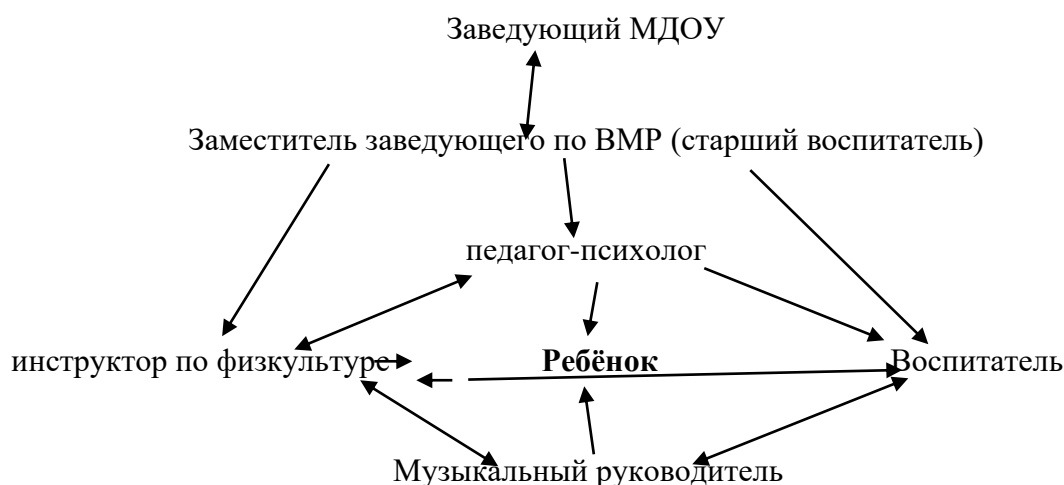 Заведующий МДОУ
Заместитель заведующего по ВМР (старший воспитатель)
педагог-психолог
инструктор по физкультуре Ребёнок Воспитатель
Музыкальный руководитель